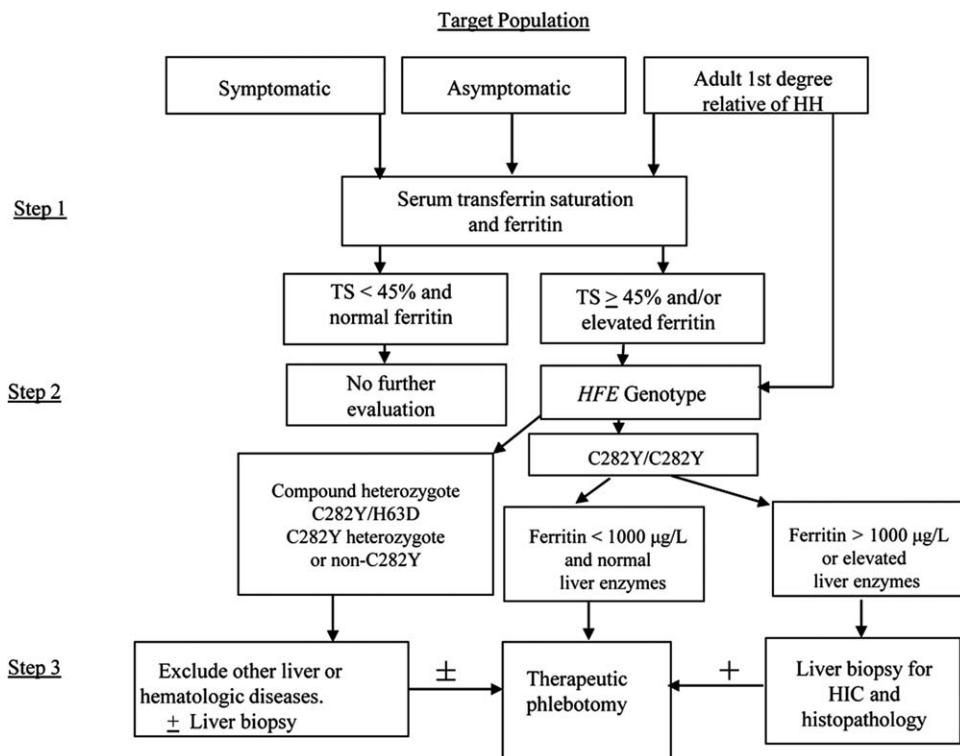 Target Population
Symptomatic
Asymptomatic
Adult 1st degree
relative of HH
Step 1
Serum transferrin saturation
and ferritin
TS < 45% and
normal ferritin
TS ≥ 45% and/or
elevated ferritin
Step 2
No further
evaluation
HFE Genotype
C282Y/C282Y
Compound heterozygote
C282Y/H63D
C282Y heterozygote
or non-C282Y
Ferritin < 1000 µg/L
and normal
liver enzymes
Ferritin > 1000 µg/L
or elevated
liver enzymes
Step 3
Exclude other liver or
hematologic diseases.
± Liver biopsy
±
Therapeutic
phlebotomy
+
Liver biopsy for
HIC and
histopathology